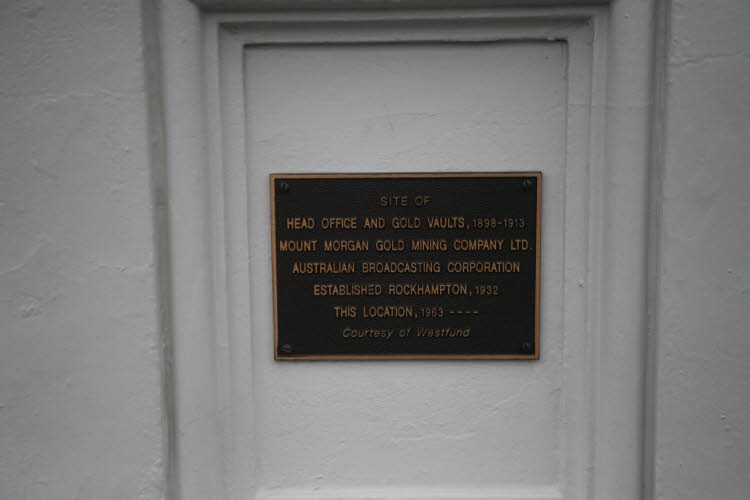 SITE OF
HEAD OFFICE AND GOLD VAULTS, 1898-1913
MOUNT MORGAN GOLD MINING COMPANY LTD.
AUSTRALIAN BROADCASTING CORPORATION
ESTABLISHED ROCKHAMPTON, 1932
THIS LOCATION, 1963 ----
Courtesy of Westfund